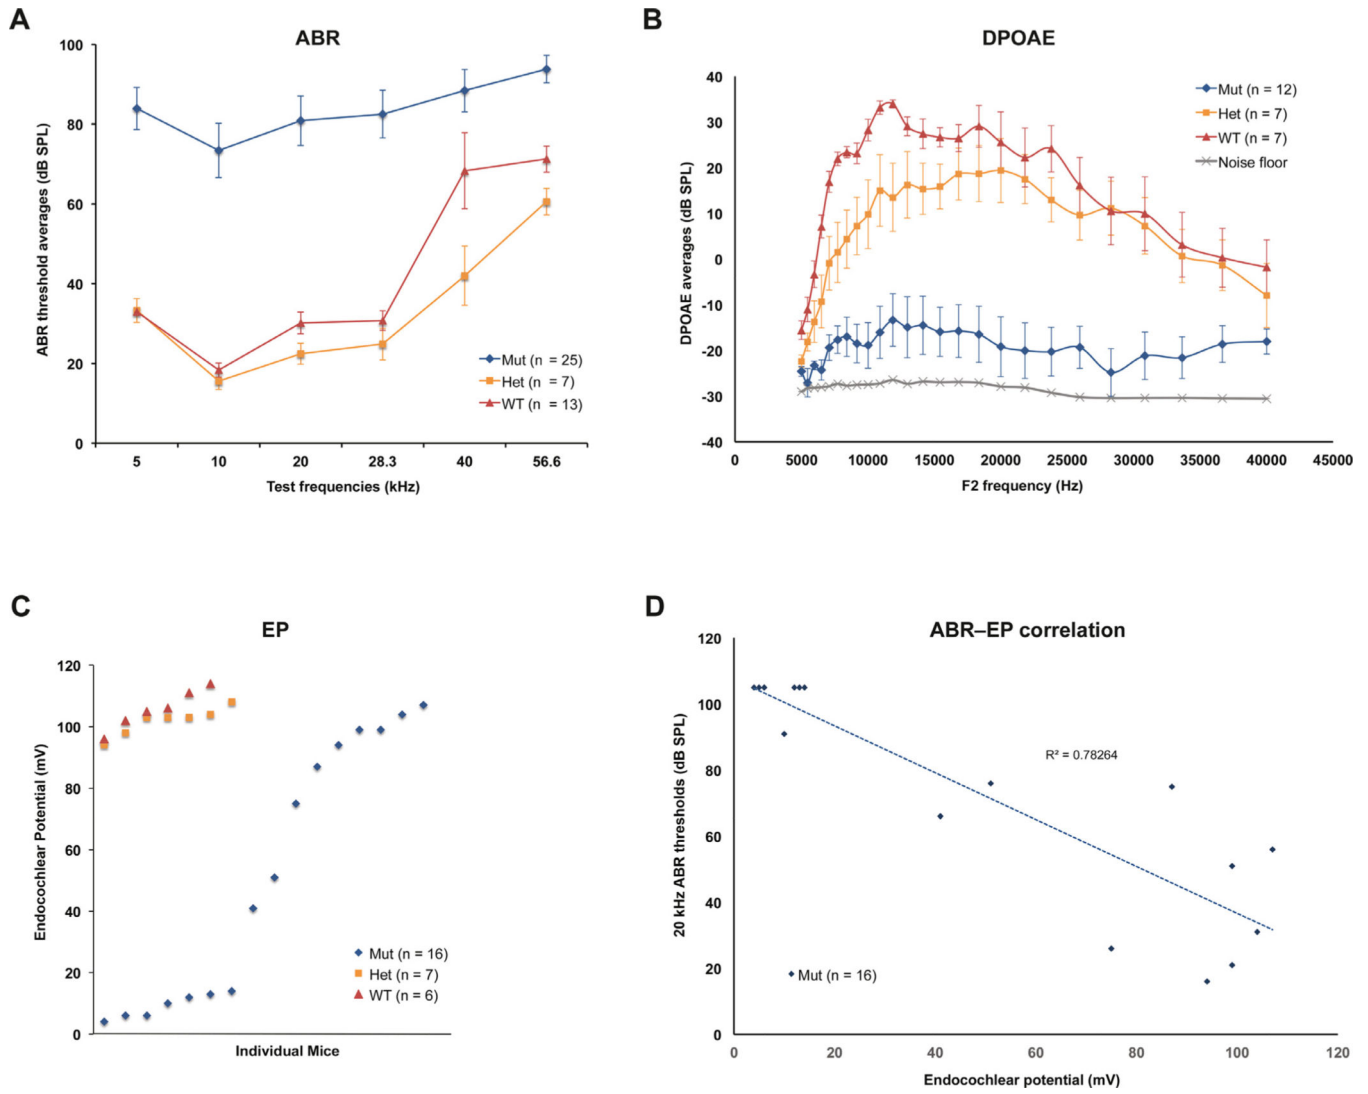 A
ABR
ABR threshold averages (dB SPL)
100
80
60
40
20
0
5 10 20 28.3 40 56.6
Test frequencies (kHz)
Mut (n = 25)
Het (n = 7)
WT (n = 13)
B
DPOAE
DPOAE averages (dB SPL)
40
30
20
10
0
-10
-20
-30
-40
0 5000 10000 15000 20000 25000 30000 35000 40000 45000
F2 frequency (Hz)
Mut (n = 12)
Het (n = 7)
WT (n = 7)
Noise floor
C
EP
Endocochlear Potential (mV)
120
100
80
60
40
20
0
Individual Mice
Mut (n = 16)
Het (n = 7)
WT (n = 6)
D
ABR–EP correlation
20 kHz ABR thresholds (dB SPL)
120
100
80
60
40
20
0
R² = 0.78264
Mut (n = 16)
0 20 40 60 80 100 120
Endocochlear potential (mV)